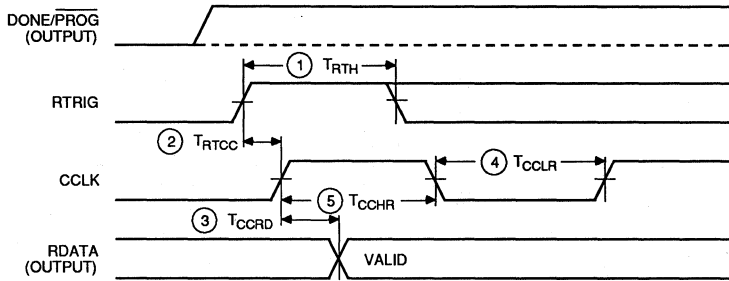 DONE/PROG
(OUTPUT)
1 TRTH
RTRIG
2 TRTCC
4 TCCLR
CCLK
5 TCCHR
3 TCCRD
RDATA
(OUTPUT)
VALID